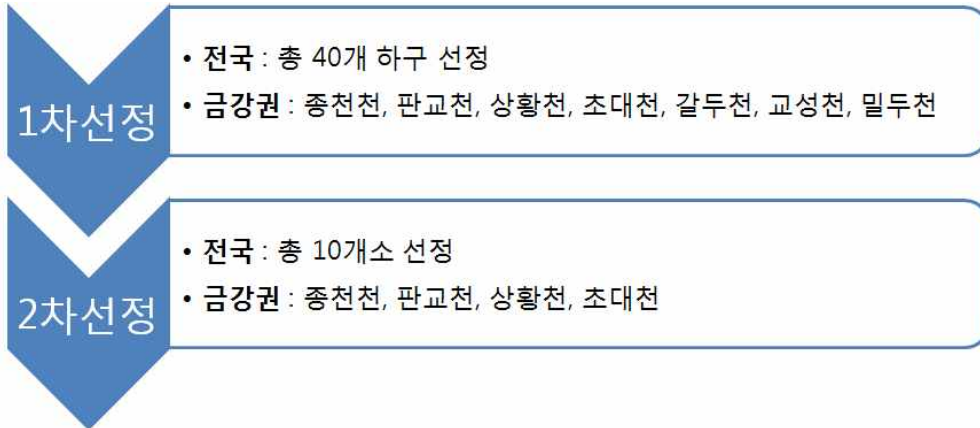 1차선정
• 전국 : 총 40개 하구 선정
• 금강권 : 종천천, 판교천, 상황천, 초대천, 갈두천, 교성천, 밀두천
2차선정
• 전국 : 총 10개소 선정
• 금강권 : 종천천, 판교천, 상황천, 초대천